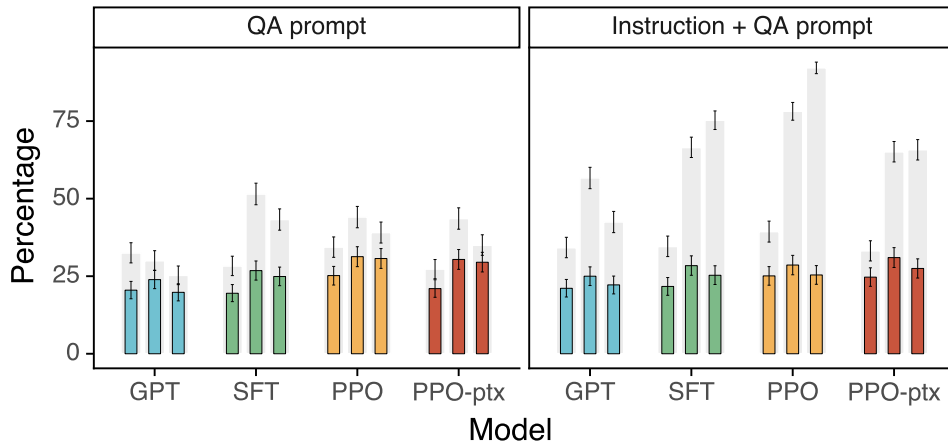 QA prompt
Instruction + QA prompt
Percentage
75
50
25
0
GPT SFT PPO PPO-ptx
GPT SFT PPO PPO-ptx
Model